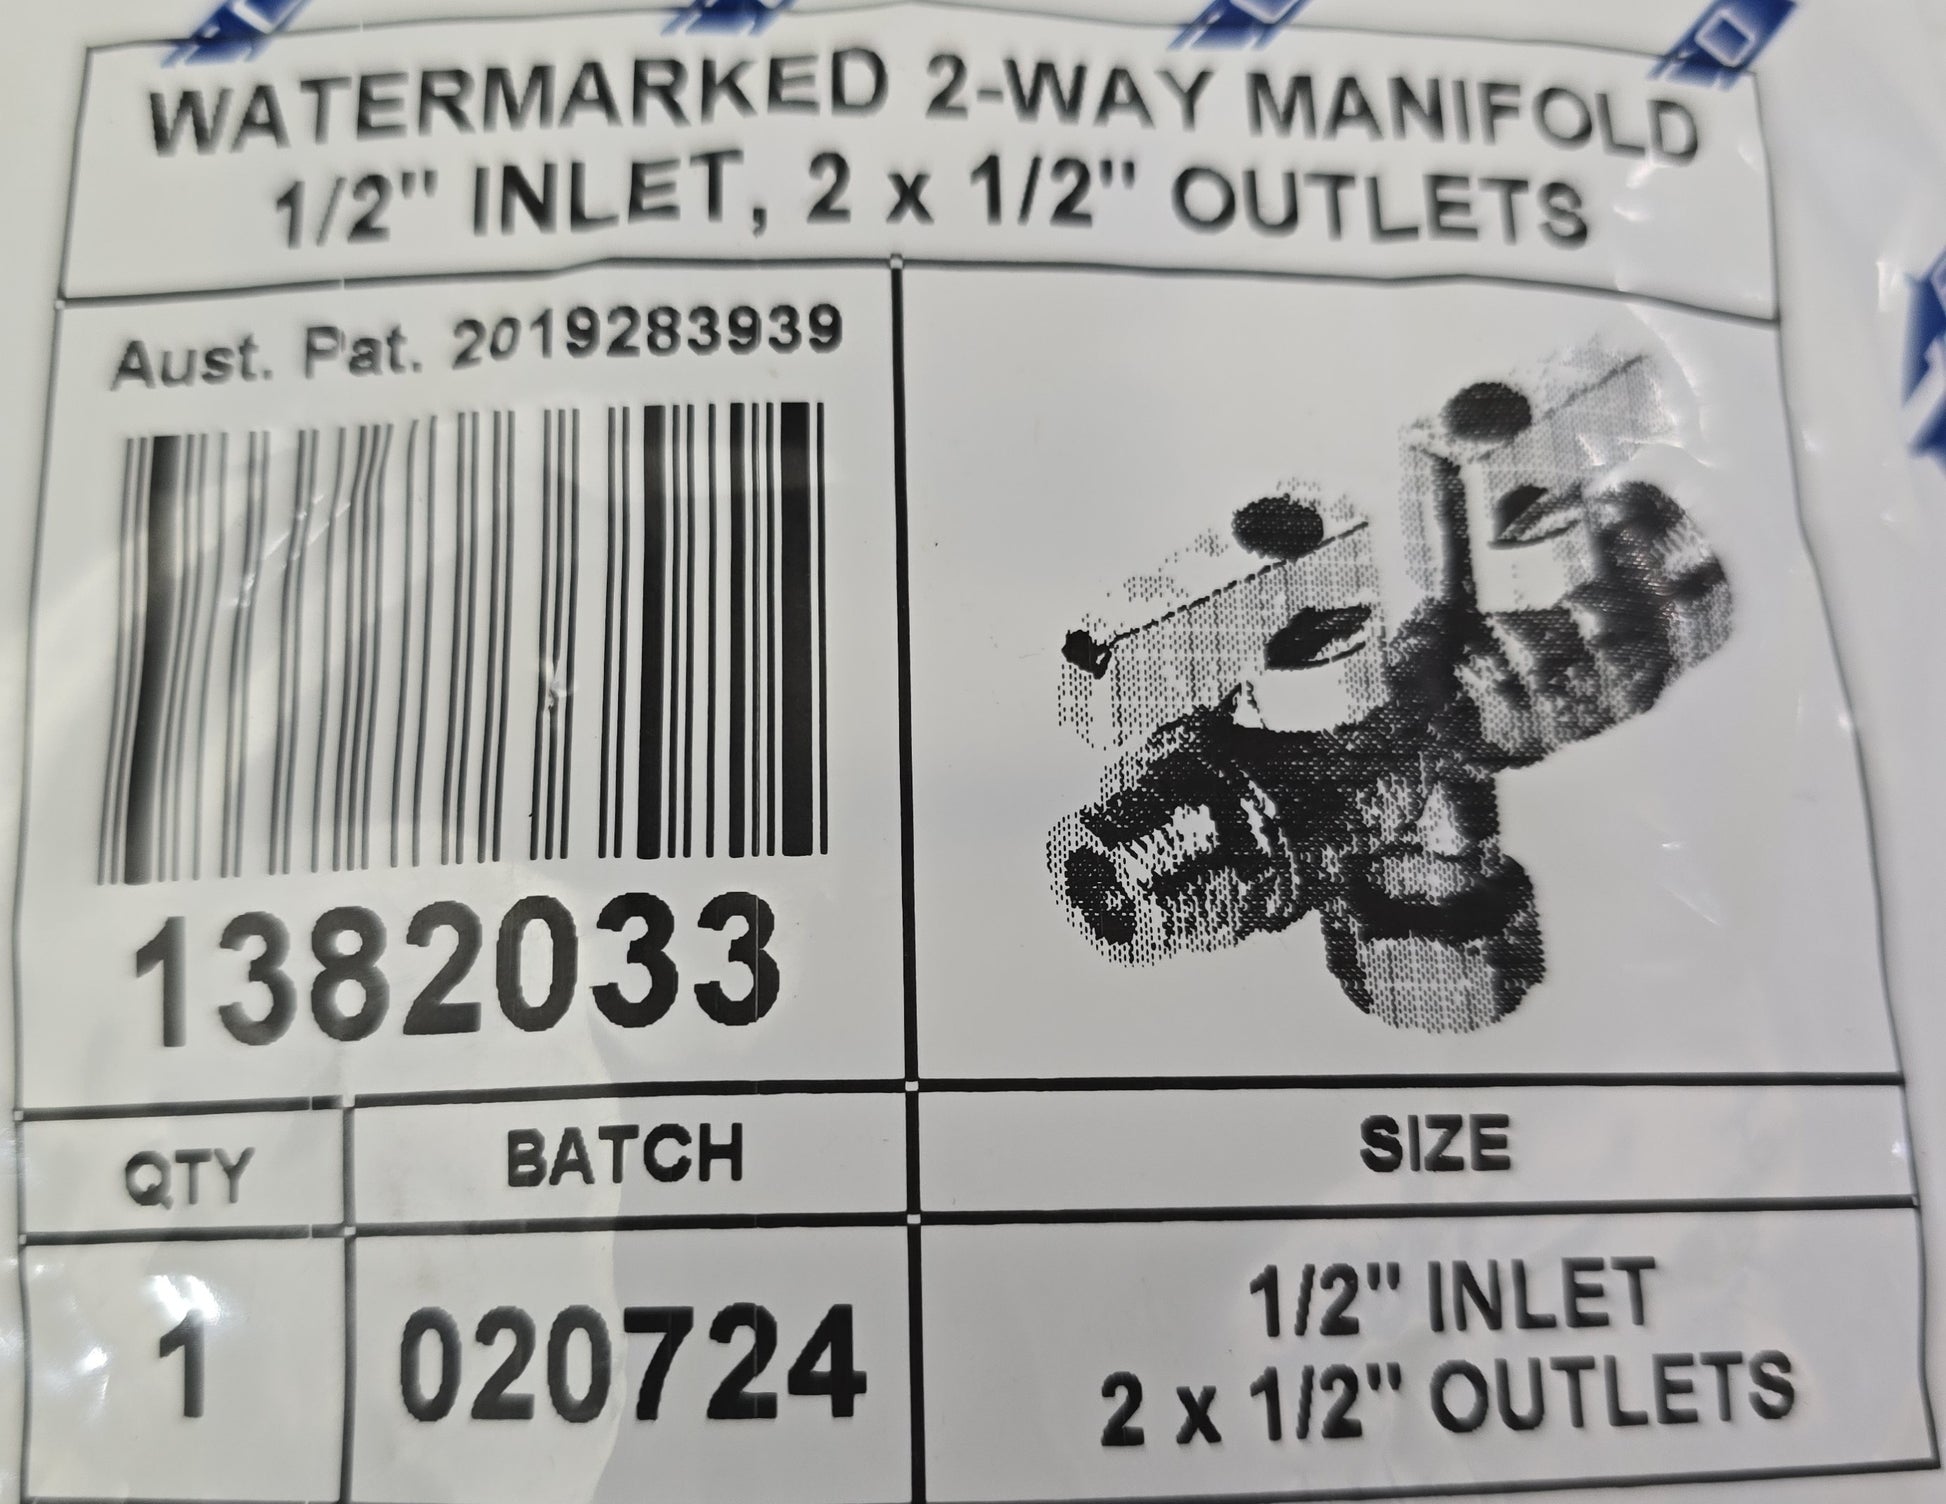 WATERMARKED 2-WAY MANIFOLD
1/2" INLET, 2 x 1/2" OUTLETS
Aust. Pat. 2019283939
1382033
QTY
BATCH
SIZE
1
020724
1/2" INLET
2 x 1/2" OUTLETS